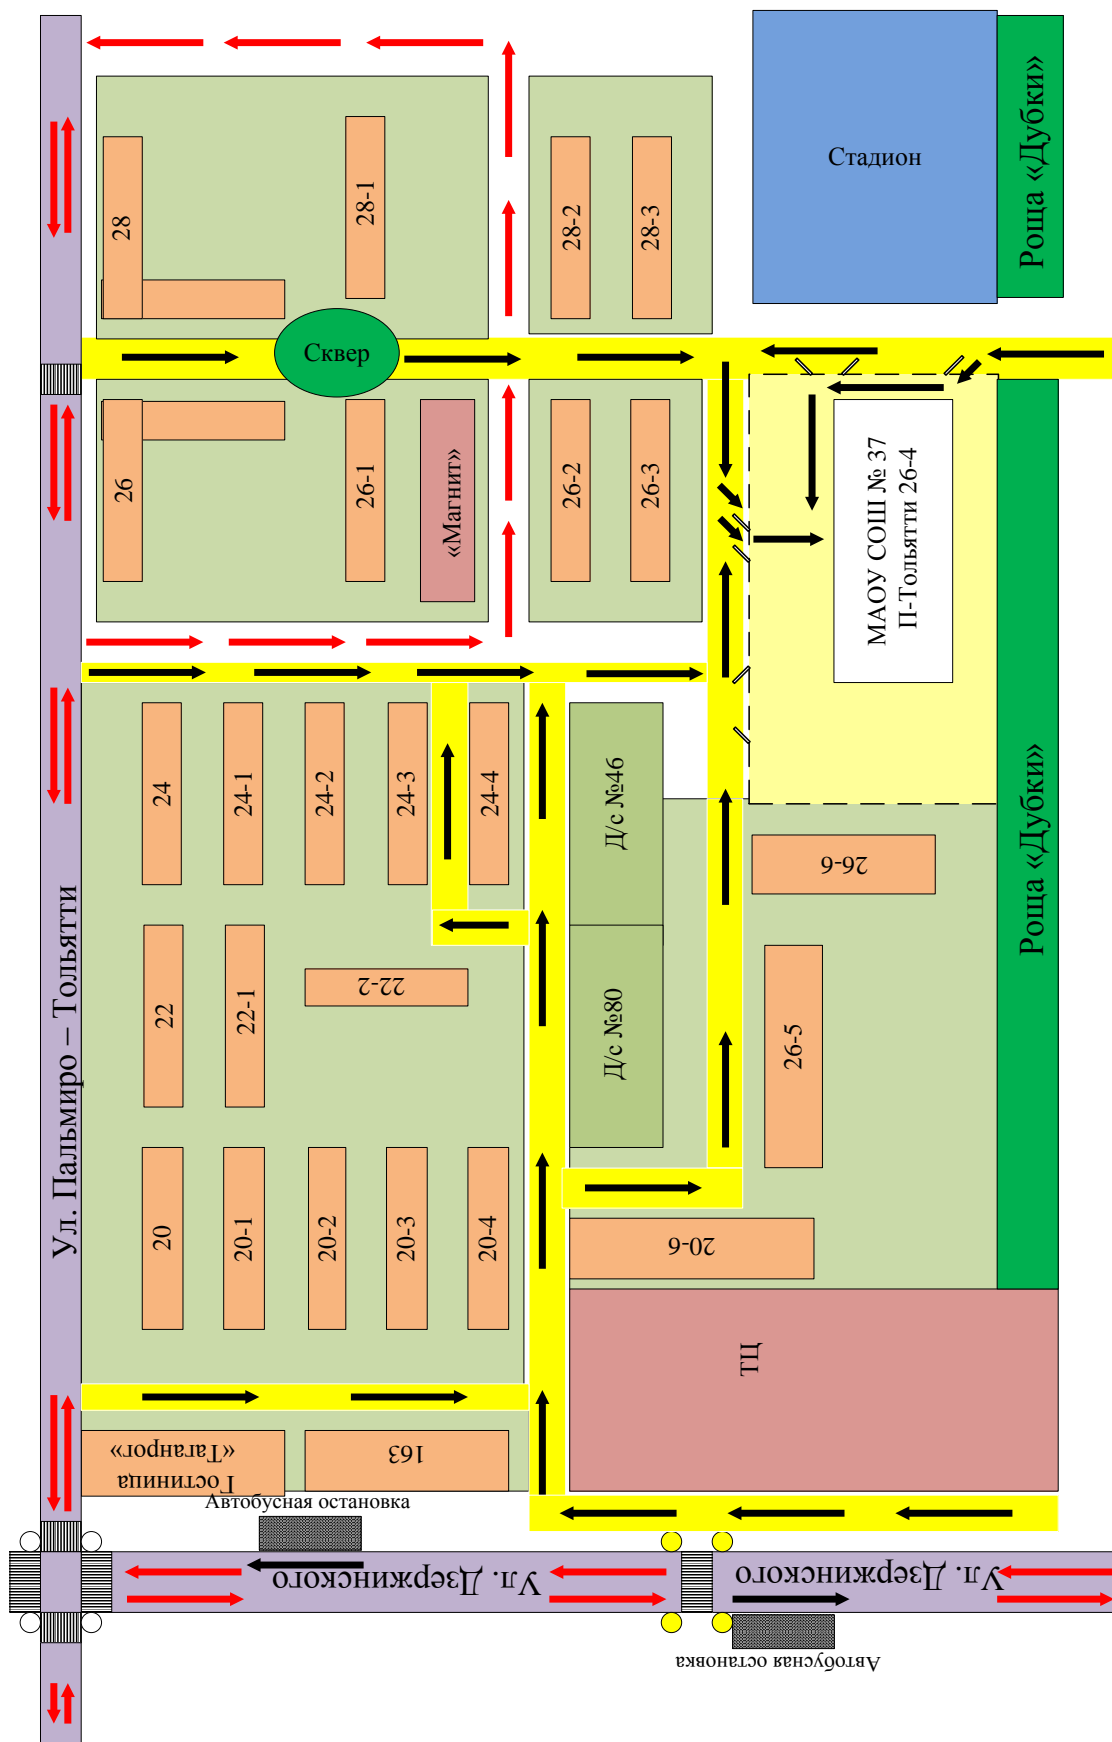 Стадион
Роща «Дубки»
28
28-1
28-2
28-3
Сквер
26
26-1
«Магнит»
26-2
26-3
МАОУ СОШ № 37
П-Тольятти 26-4
Ул. Пальмиро – Тольятти
24
24-1
24-2
24-3
24-4
Д/с №46
26-6
Роща «Дубки»
22
22-1
22-2
Д/с №80
26-5
20
20-1
20-2
20-3
20-4
20-6
ТЦ
Гостиница
«Таганрог»
163
Автобусная остановка
Ул. Дзержинского
Ул. Дзержинского
Автобусная остановка